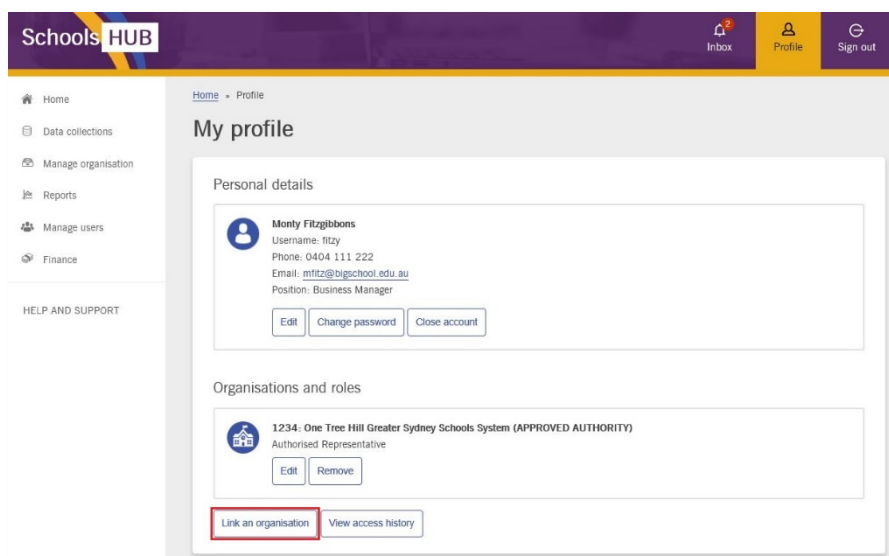 Schools HUB
2
Inbox
Profile
Sign out
Home
Data collections
Manage organisation
Reports
Manage users
Finance
HELP AND SUPPORT
Home » Profile
My profile
Personal details
Monty Fitzgibbons
Username: fitzy
Phone: 0404 111 222
Email: mfitz@bigschool.edu.au
Position: Business Manager
Edit Change password Close account
Organisations and roles
1234: One Tree Hill Greater Sydney Schools System (APPROVED AUTHORITY)
Authorised Representative
Edit Remove
Link an organisation View access history